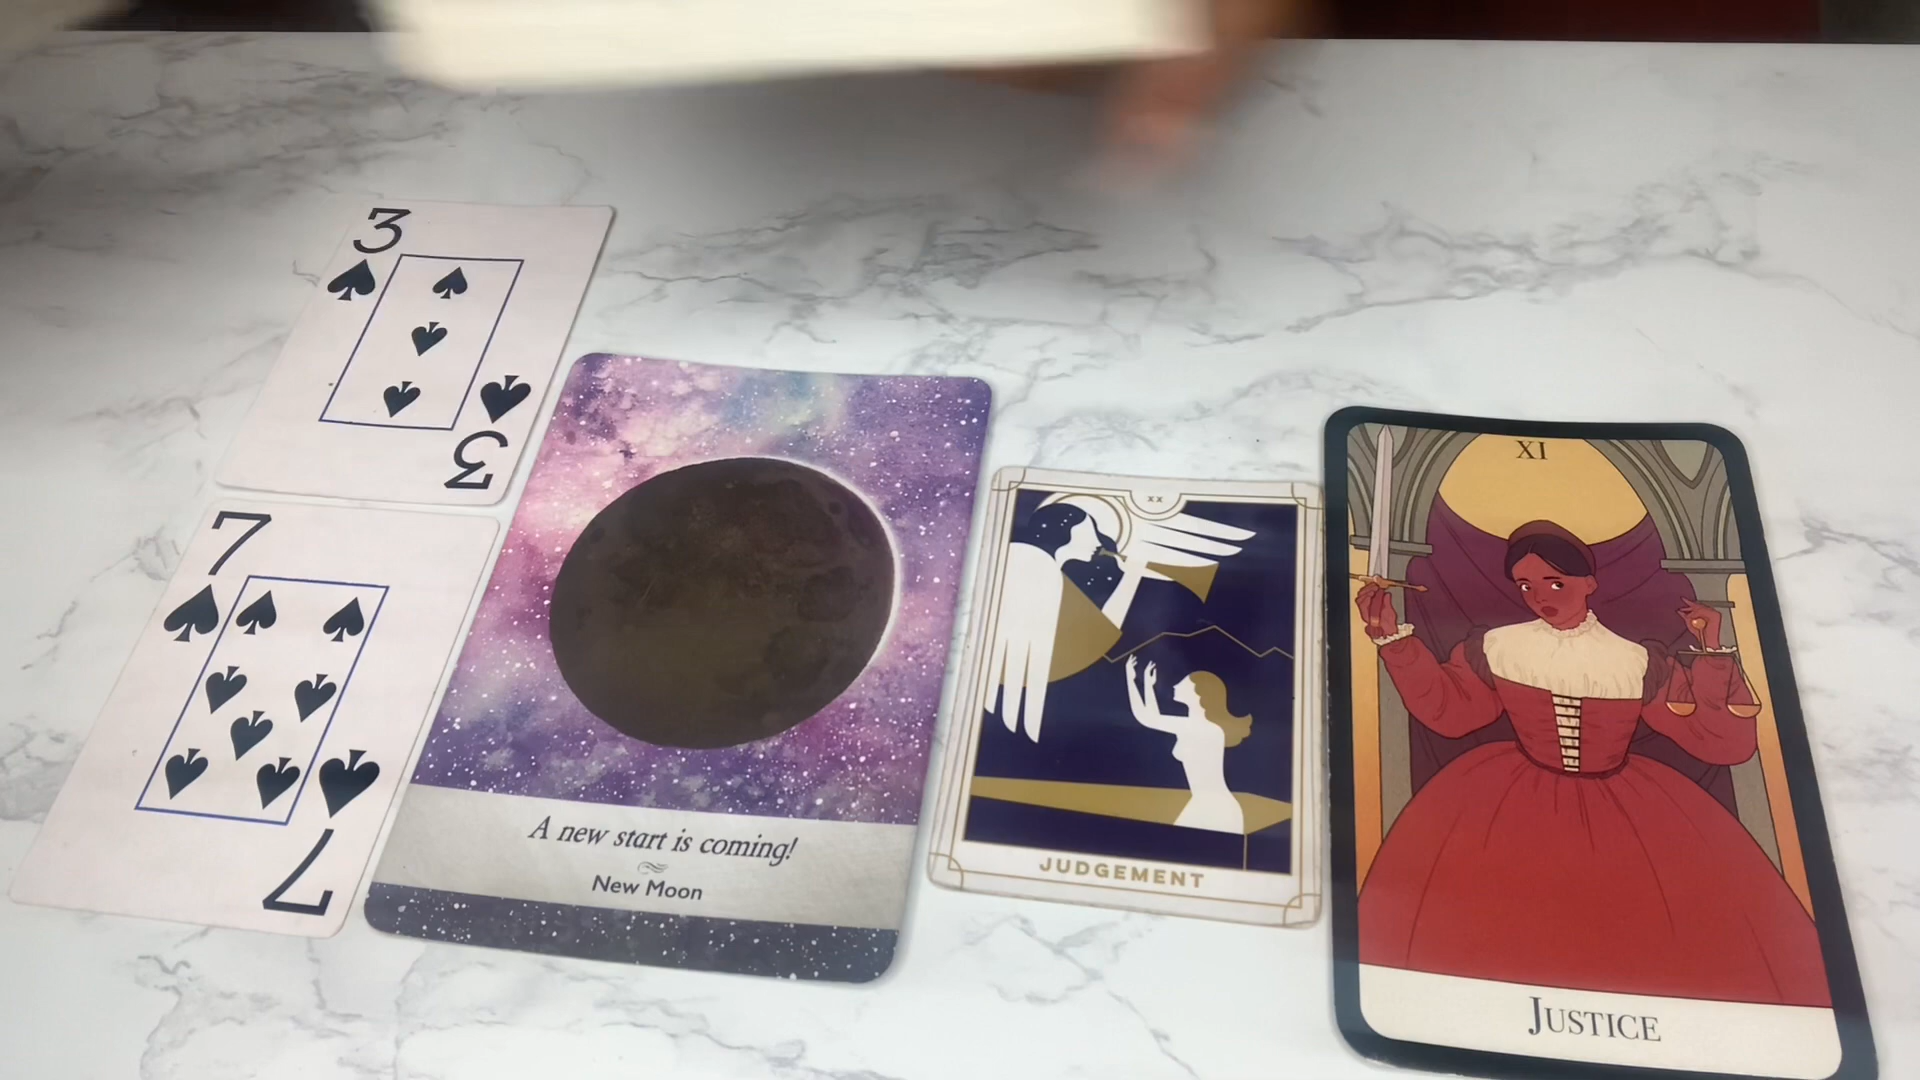 3
3
7
7
A new start is coming!
New Moon
XX
JUDGEMENT
XI
JUSTICE